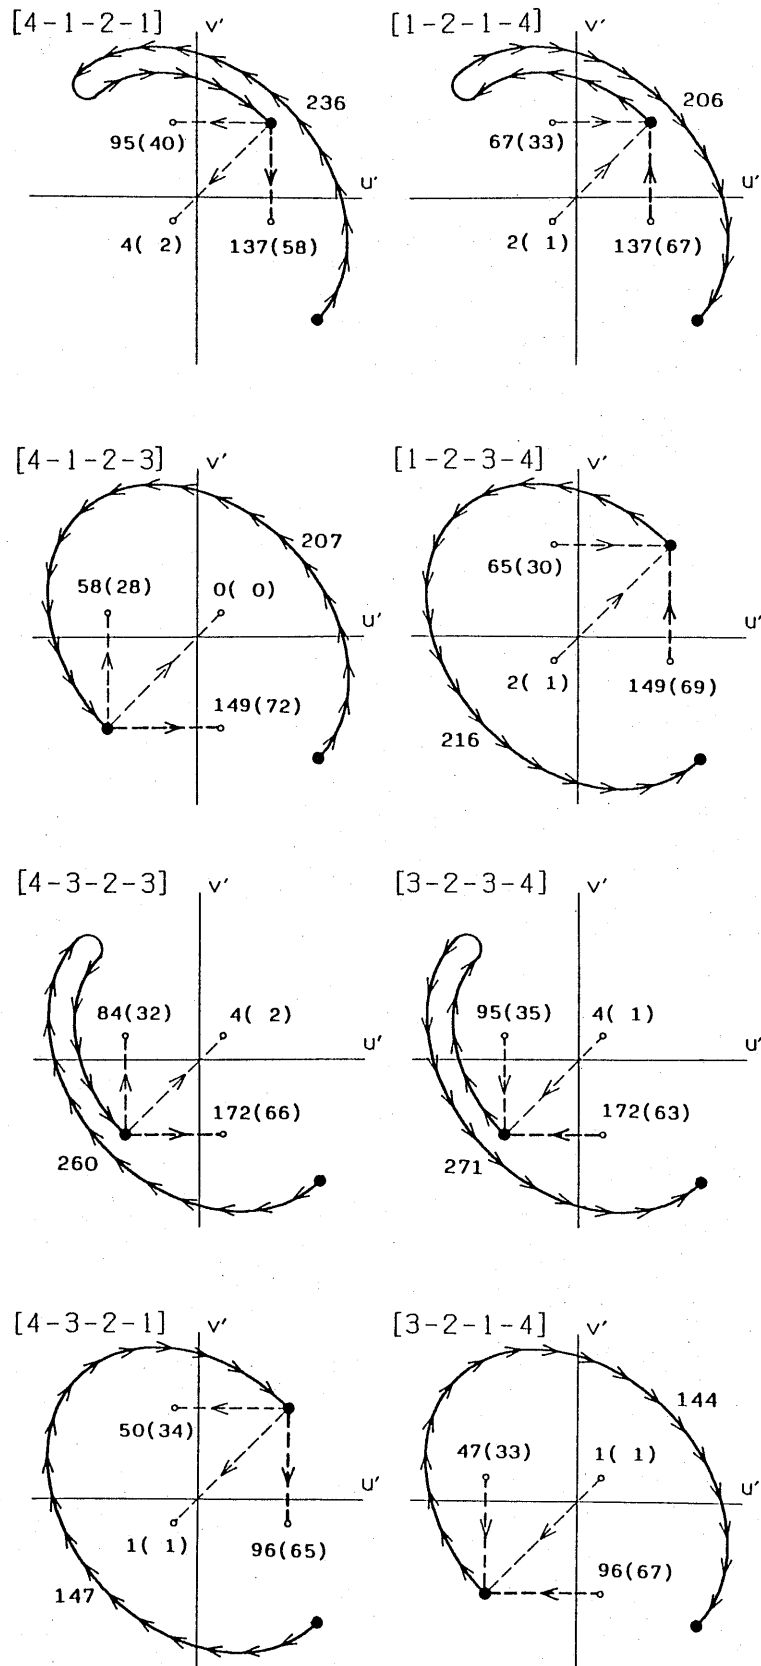 [4-1-2-1] v′
236
95(40)
u′
4( 2) 137(58)
[1-2-1-4] v′
206
67(33)
u′
2( 1) 137(67)
[4-1-2-3] v′
207
58(28) 0( 0)
u′
149(72)
[1-2-3-4] v′
65(30)
u′
2( 1) 149(69)
216
[4-3-2-3] v′
84(32) 4( 2)
u′
172(66)
260
[3-2-3-4] v′
95(35) 4( 1)
u′
172(63)
271
[4-3-2-1] v′
50(34)
u′
1( 1) 96(65)
147
[3-2-1-4] v′
144
47(33) 1( 1)
u′
96(67)